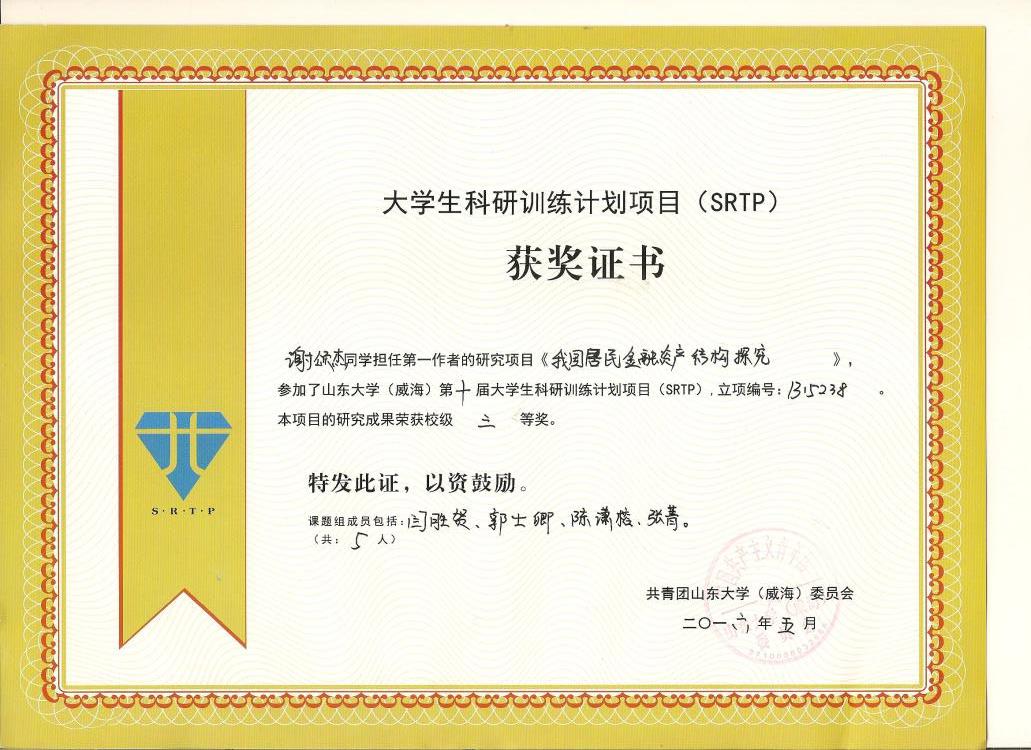 大学生科研训练计划项目（SRTP）
获奖证书
谢沛杰同学担任第一作者的研究项目《我国居民金融资产结构探究》，
参加了山东大学（威海）第十届大学生科研训练计划项目（SRTP），立项编号：B15238。
本项目的研究成果荣获校级 三 等奖。
S·R·T·P
特发此证，以资鼓励。
课题组成员包括：闫胜贺、郭士卿、陈潇、张菁。
（共：5 人）
共青团山东大学（威海）委员会
二〇一六年五月